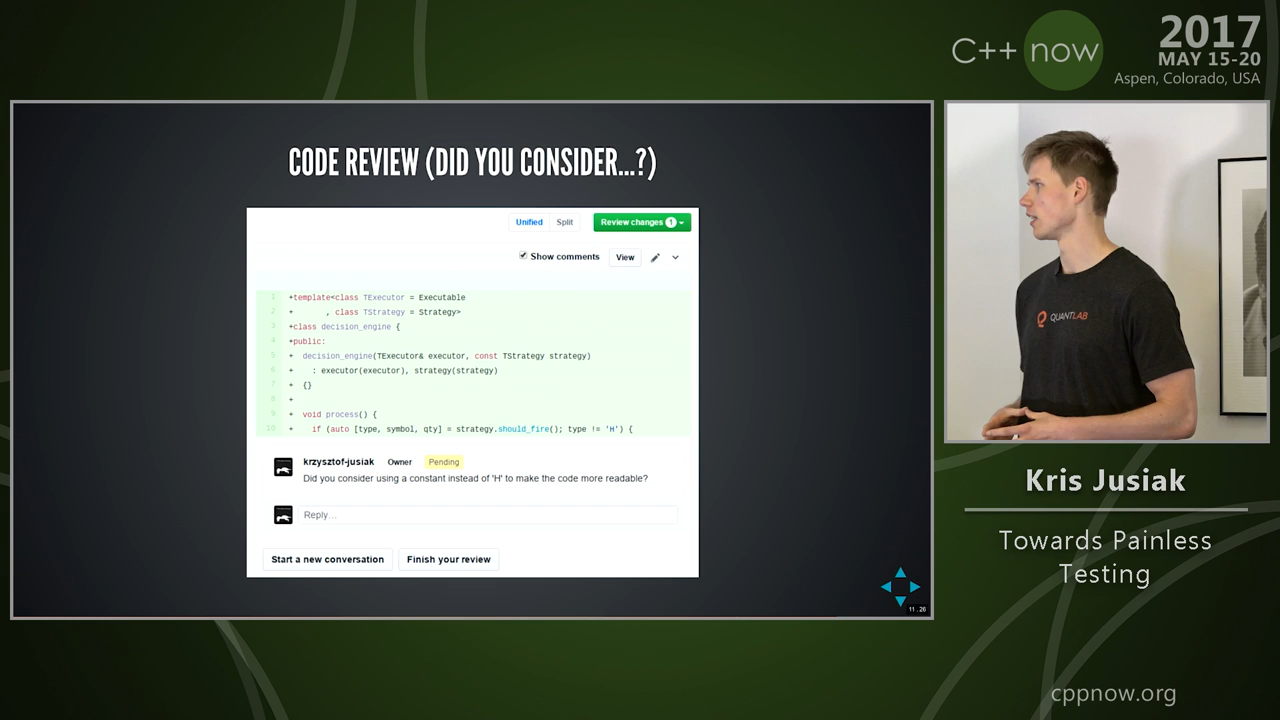 C++ now
2017
MAY 15-20
Aspen, Colorado, USA
CODE REVIEW (DID YOU CONSIDER...?)
Unified Split Review changes 1
Show comments View
1 +template<class TExecutor = Executable
2 + , class TStrategy = Strategy>
3 +class decision_engine {
4 +public:
5 + decision_engine(TExecutor& executor, const TStrategy strategy)
6 + : executor(executor), strategy(strategy)
7 + {}
8 +
9 + void process() {
10 + if (auto [type, symbol, qty] = strategy.should_fire(); type != 'H') {
krzysztof-jusiak Owner Pending
Did you consider using a constant instead of 'H' to make the code more readable?
Reply...
Start a new conversation Finish your review
11.26
QUANTLAB
Kris Jusiak
Towards Painless
Testing
cppnow.org